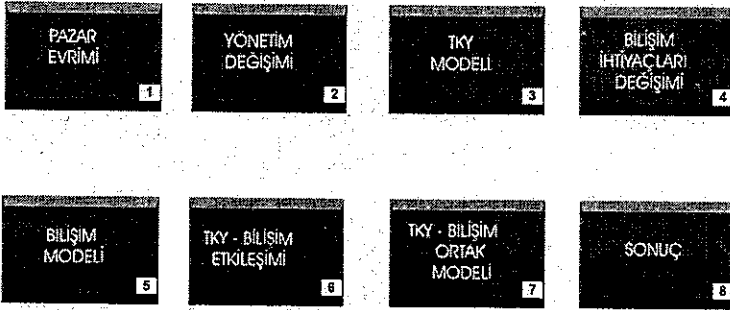 PAZAR
EVRİMİ
1
YÖNETİM
DEĞİŞİMİ
2
TKY
MODELİ
3
BİLİŞİM
İHTİYAÇLARI
DEĞİŞİMİ
4
BİLİŞİM
MODELİ
5
TKY - BİLİŞİM
ETKİLEŞİMİ
6
TKY - BİLİŞİM
ORTAK
MODELİ
7
SONUÇ
8